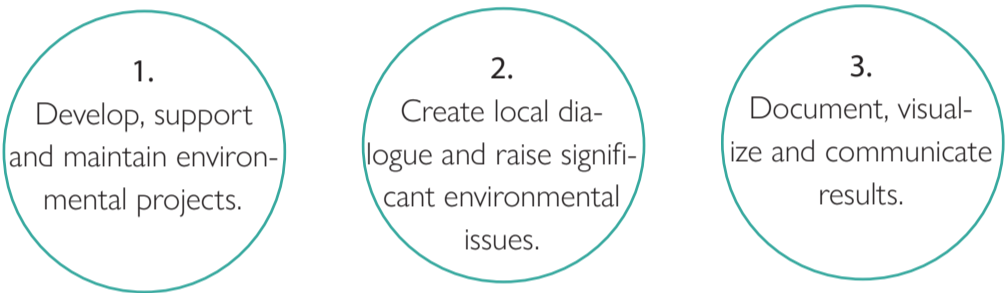 1.
Develop, support
and maintain environ-
mental projects.
2.
Create local dia-
logue and raise signifi-
cant environmental
issues.
3.
Document, visual-
ize and communicate
results.